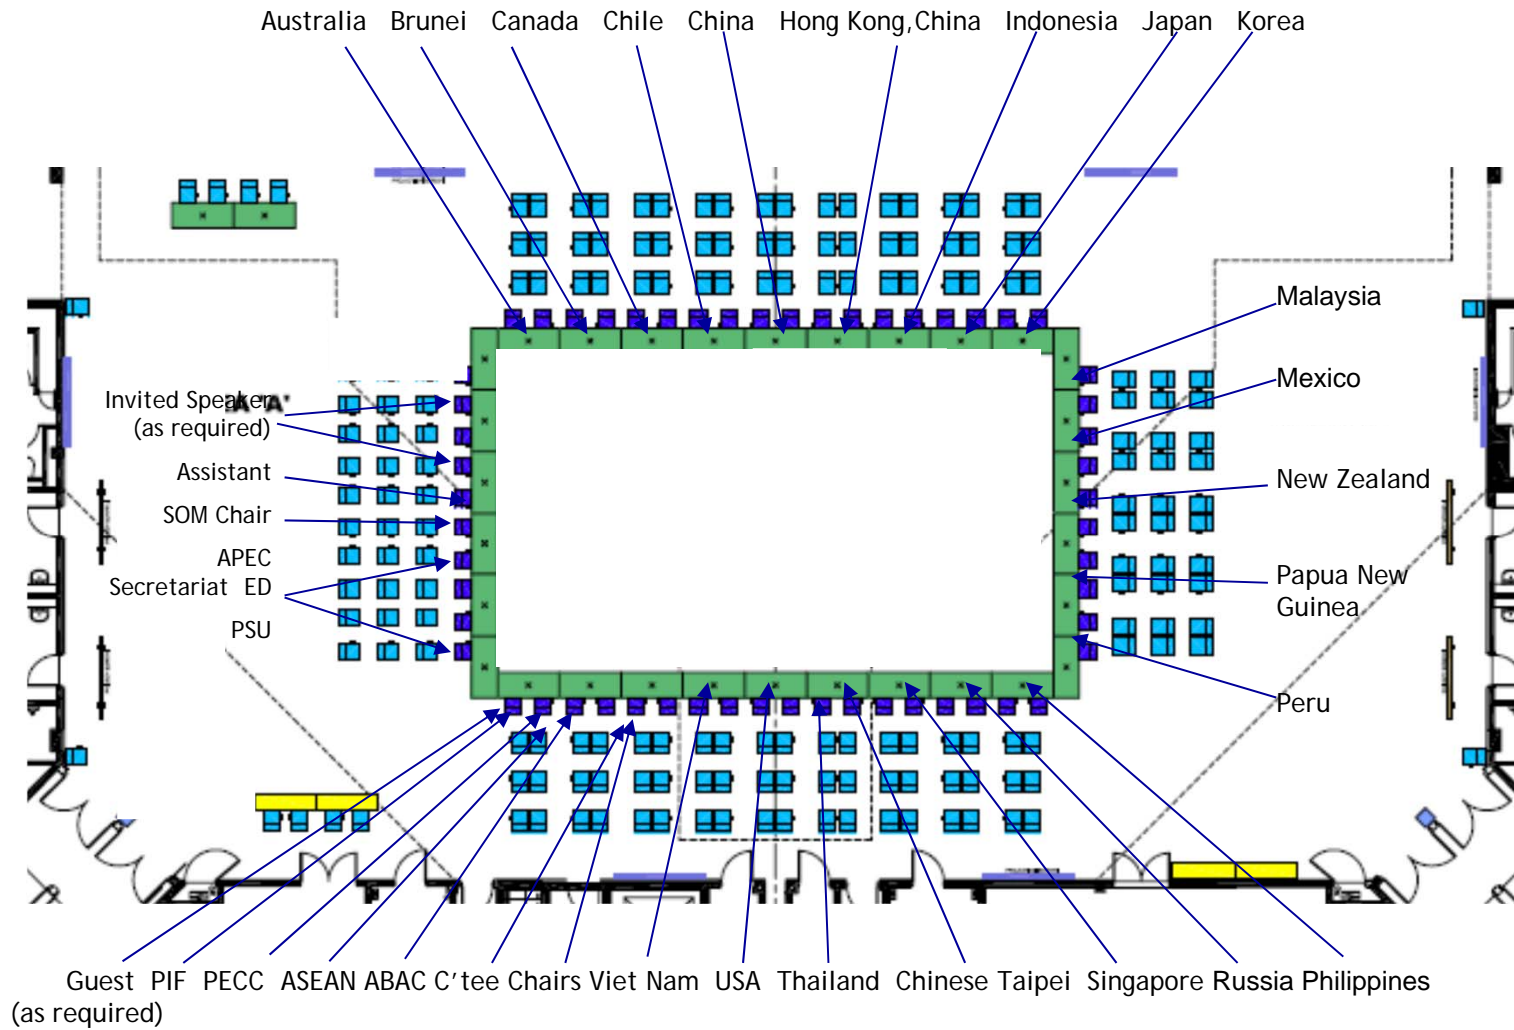 Australia Brunei Canada Chile China Hong Kong,China Indonesia Japan Korea
Malaysia
Mexico
New Zealand
Papua New
Guinea
Peru
Invited Speaker
(as required)
Assistant
SOM Chair
APEC
Secretariat ED
PSU
Guest PIF PECC ASEAN ABAC C'tee Chairs Viet Nam USA Thailand Chinese Taipei Singapore Russia Philippines
(as required)